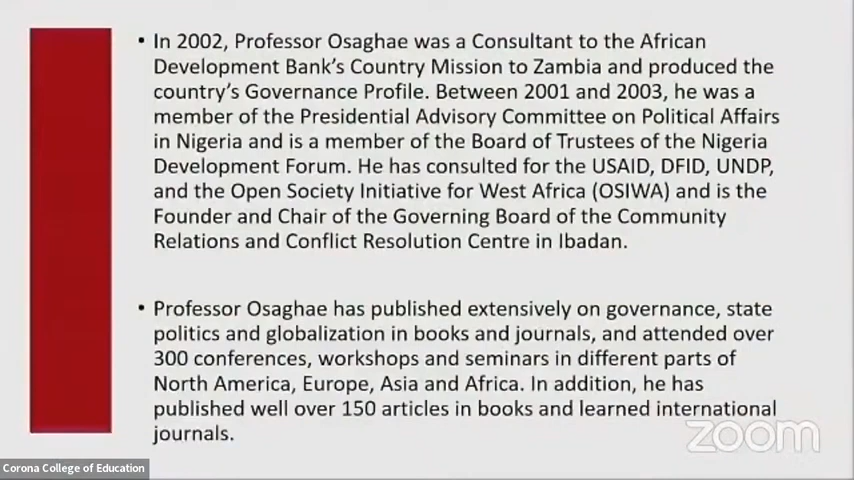 • In 2002, Professor Osaghae was a Consultant to the African
Development Bank's Country Mission to Zambia and produced the
country's Governance Profile. Between 2001 and 2003, he was a
member of the Presidential Advisory Committee on Political Affairs
in Nigeria and is a member of the Board of Trustees of the Nigeria
Development Forum. He has consulted for the USAID, DFID, UNDP,
and the Open Society Initiative for West Africa (OSIWA) and is the
Founder and Chair of the Governing Board of the Community
Relations and Conflict Resolution Centre in Ibadan.
• Professor Osaghae has published extensively on governance, state
politics and globalization in books and journals, and attended over
300 conferences, workshops and seminars in different parts of
North America, Europe, Asia and Africa. In addition, he has
published well over 150 articles in books and learned international
journals.
zoom
Corona College of Education